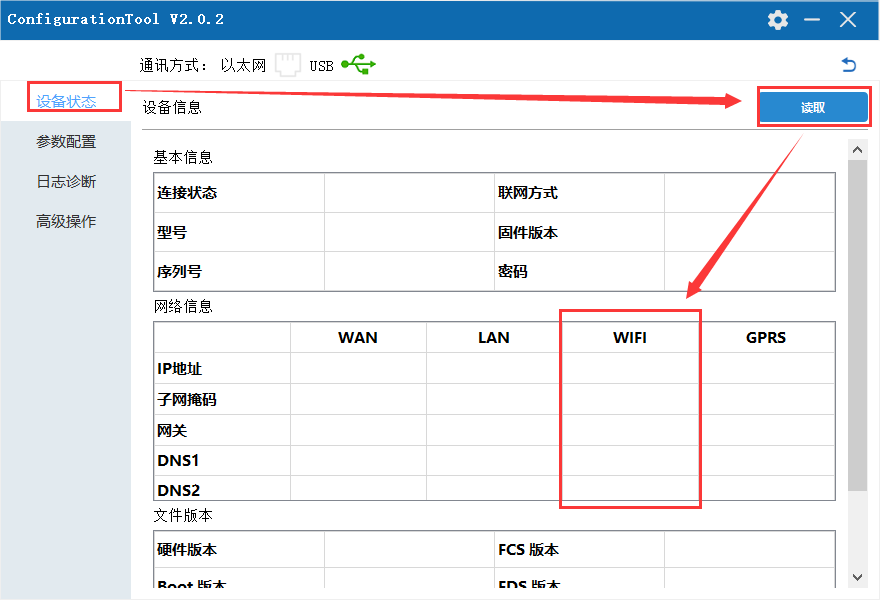 ConfigurationTool V2.0.2
通讯方式： 以太网 USB
设备状态
参数配置
日志诊断
高级操作
设备信息
读取
基本信息
连接状态 联网方式
型号 固件版本
序列号 密码
网络信息
WAN LAN WIFI GPRS
IP地址
子网掩码
网关
DNS1
DNS2
文件版本
硬件版本 FCS 版本
Boot 版本 FDS 版本